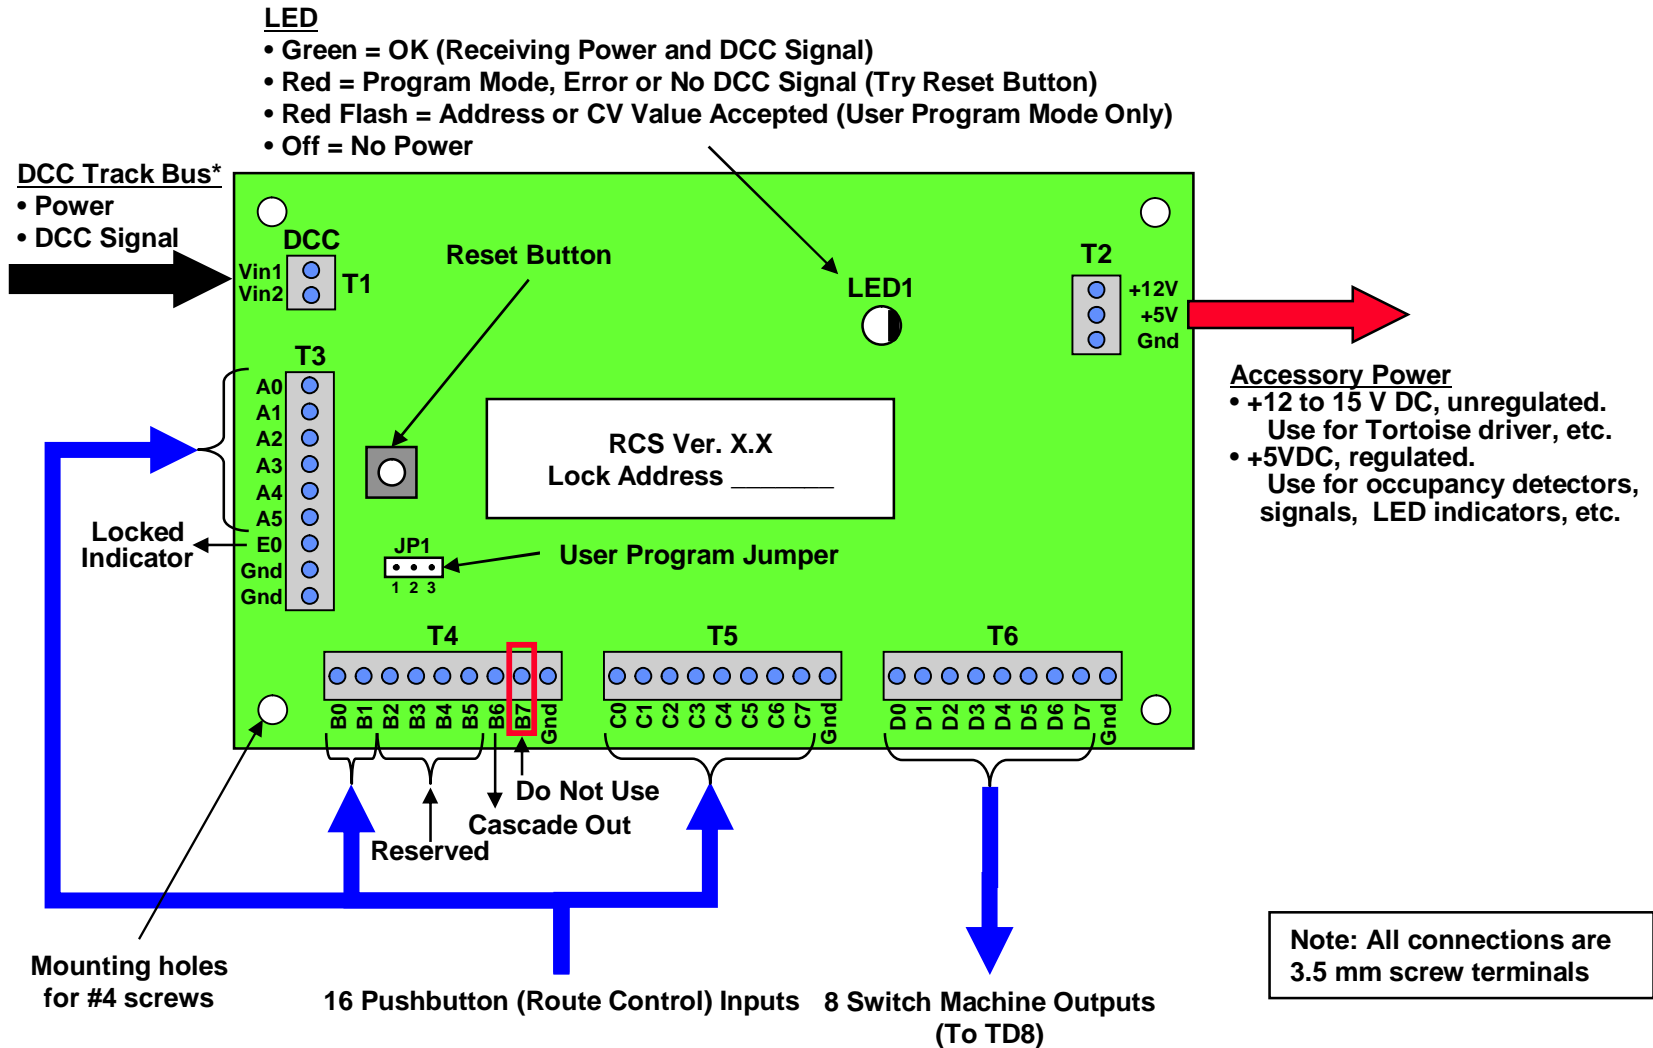 LED
• Green = OK (Receiving Power and DCC Signal)
• Red = Program Mode, Error or No DCC Signal (Try Reset Button)
• Red Flash = Address or CV Value Accepted (User Program Mode Only)
• Off = No Power
DCC Track Bus*
• Power
• DCC Signal
DCC
Vin1
Vin2
T1
Reset Button
LED1
T2
+12V
+5V
Gnd
Accessory Power
• +12 to 15 V DC, unregulated.
Use for Tortoise driver, etc.
• +5VDC, regulated.
Use for occupancy detectors,
signals, LED indicators, etc.
T3
A0
A1
A2
A3
A4
A5
E0
Gnd
Gnd
Locked
Indicator
RCS Ver. X.X
Lock Address _______
JP1
1 2 3
User Program Jumper
T4
B0 B1 B2 B3 B4 B5 B6 B7 Gnd
T5
C0 C1 C2 C3 C4 C5 C6 C7 Gnd
T6
D0 D1 D2 D3 D4 D5 D6 D7 Gnd
Do Not Use
Cascade Out
Reserved
Mounting holes
for #4 screws
16 Pushbutton (Route Control) Inputs
8 Switch Machine Outputs
(To TD8)
Note: All connections are
3.5 mm screw terminals